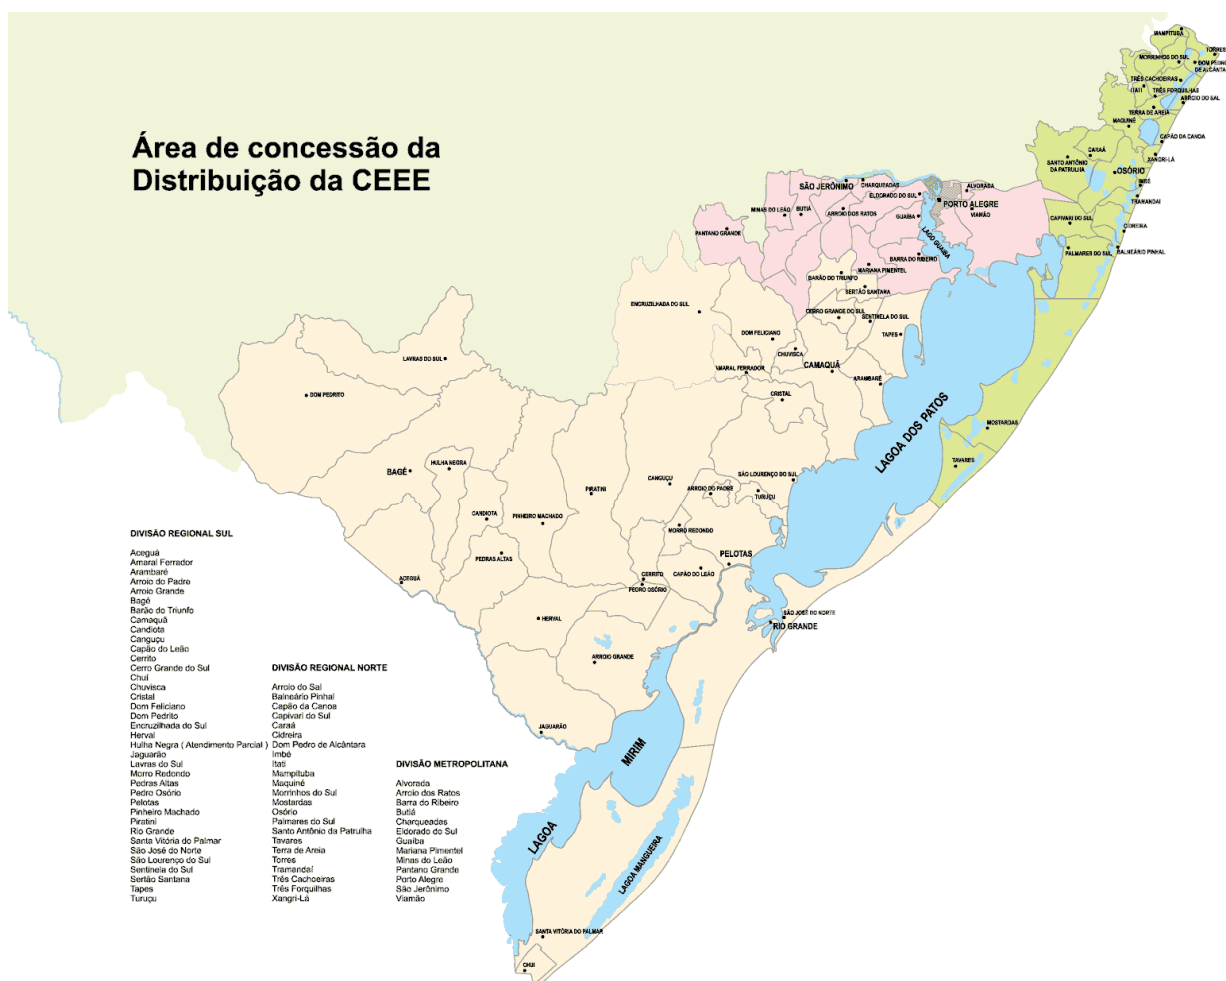 Área de concessão da
Distribuição da CEEE
MAMPITUBA
TORRES
MORRINHOS DO SUL
DOM PEDRO
DE ALCÂNTA
TRÊS CACHOEIRAS
ITATI
TRÊS FORQUILHAS
ARROIO DO SAL
TERRA DE AREIA
MAQUINÉ
CAPÃO DA CANOA
CARAÁ
XANGRI-LÁ
SANTO ANTÔNIO
DA PATRULHA
OSÓRIO
IMBÉ
TRAMANDAÍ
CAPIVARI DO SUL
CIDREIRA
PALMARER DO SUL
BALNEÁRIO PINHAL
SÃO JERÔNIMO
CHARQUEADAS
ELDORADO DO SUL
ALVORADA
PORTO ALEGRE
VIAMÃO
MINAS DO LEÃO
BUTIÁ
ARROIO DOS RATOS
GUAÍBA
LAGO GUAIBA
PANTANO GRANDE
BARRA DO RIBEIRO
MARIANA PIMENTEL
BARÃO DO TRIUNFO
SERTÃO SANTANA
ENCRUZILHADA DO SUL
CERRO GRANDE DO SUL
SENTINELA DO SUL
DOM FELICIANO
TAPES
CHUVISCA
LAVRAS DO SUL
AMARAL FERRADOR
CAMAQUÃ
ARAMBARÉ
CRISTAL
DOM PEDRITO
LAGOA DOS PATOS
MOSTARDAS
TAVARES
BAGÉ
HULHA NEGRA
SÃO LOURENÇO DO SUL
CANGUÇU
ARROIO DO PADRE
TURUÇU
PIRATINI
CANDIOTA
PINHEIRO MACHADO
MORRO REDONDO
PEDRAS ALTAS
PELOTAS
ACEGUÁ
CERRITO
CAPÃO DO LEÃO
PEDRO OSÓRIO
HERVAL
SÃO JOSÉ DO NORTE
RIO GRANDE
ARROIO GRANDE
JAGUARÃO
LAGOA
MIRIM
LAGOA MANGUEIRA
SANTA VITÓRIA DO PALMAR
CHUI
DIVISÃO REGIONAL SUL
Aceguá
Amaral Ferrador
Arambaré
Arroio do Padre
Arroio Grande
Bagé
Barão do Triunfo
Camaquã
Candiota
Canguçu
Capão do Leão
Cerrito
Cerro Grande do Sul
Chuí
Chuvisca
Cristal
Dom Feliciano
Dom Pedrito
Encruzilhada do Sul
Herval
Hulha Negra ( Atendimento Parcial )
Jaguarão
Lavras do Sul
Morro Redondo
Pedras Altas
Pedro Osório
Pelotas
Pinheiro Machado
Piratini
Rio Grande
Santa Vitória do Palmar
São José do Norte
São Lourenço do Sul
Sentinela do Sul
Sertão Santana
Tapes
Turuçu
DIVISÃO REGIONAL NORTE
Arroio do Sal
Balneário Pinhal
Capão da Canoa
Capivari do Sul
Caraá
Cidreira
Dom Pedro de Alcântara
Imbé
Itati
Mampituba
Maquiné
Morrinhos do Sul
Mostardas
Osório
Palmares do Sul
Santo Antônio da Patrulha
Tavares
Terra de Areia
Torres
Tramandaí
Três Cachoeiras
Três Forquilhas
Xangri-Lá
DIVISÃO METROPOLITANA
Alvorada
Arroio dos Ratos
Barra do Ribeiro
Butiá
Charqueadas
Eldorado do Sul
Guaíba
Mariana Pimentel
Minas do Leão
Pantano Grande
Porto Alegre
São Jerônimo
Viamão